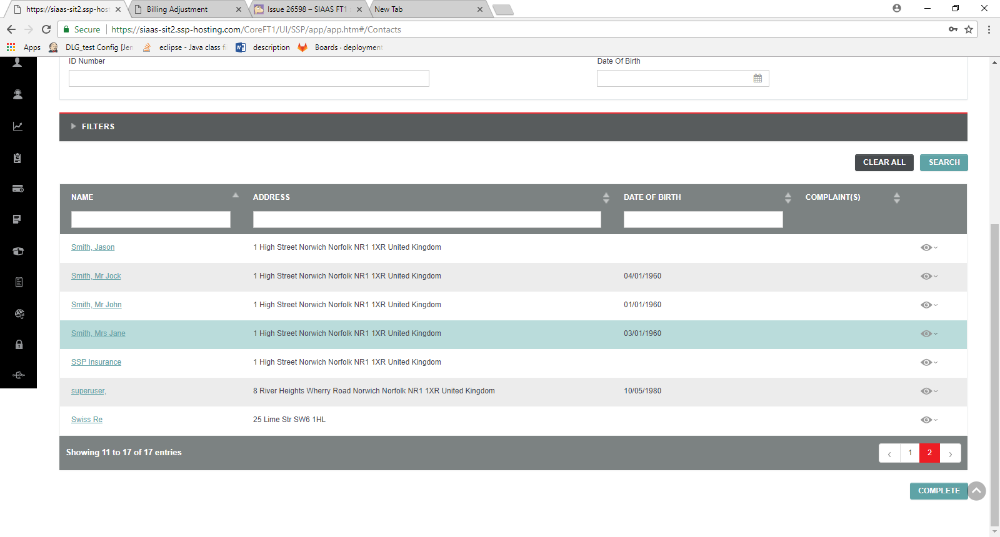 https://siaas-sit2.ssp-hos
Billing Adjustment
Issue 26598 – SIAAS FT1
New Tab
Secure
https://siaas-sit2.ssp-hosting.com/CoreFT1/UI/SSP/app/app.htm#/Contacts
Apps
DLG_test Config [Jen
eclipse - Java class fi
description
Boards · deployment
ID Number
Date Of Birth
FILTERS
CLEAR ALL
SEARCH
NAME
ADDRESS
DATE OF BIRTH
COMPLAINT(S)
Smith, Jason 1 High Street Norwich Norfolk NR1 1XR United Kingdom
Smith, Mr Jock 1 High Street Norwich Norfolk NR1 1XR United Kingdom 04/01/1960
Smith, Mr John 1 High Street Norwich Norfolk NR1 1XR United Kingdom 01/01/1960
Smith, Mrs Jane 1 High Street Norwich Norfolk NR1 1XR United Kingdom 03/01/1960
SSP Insurance 1 High Street Norwich Norfolk NR1 1XR United Kingdom
superuser, 8 River Heights Wherry Road Norwich Norfolk NR1 1XR United Kingdom 10/05/1980
Swiss Re 25 Lime Str SW6 1HL
Showing 11 to 17 of 17 entries
‹ 1 2 ›
COMPLETE